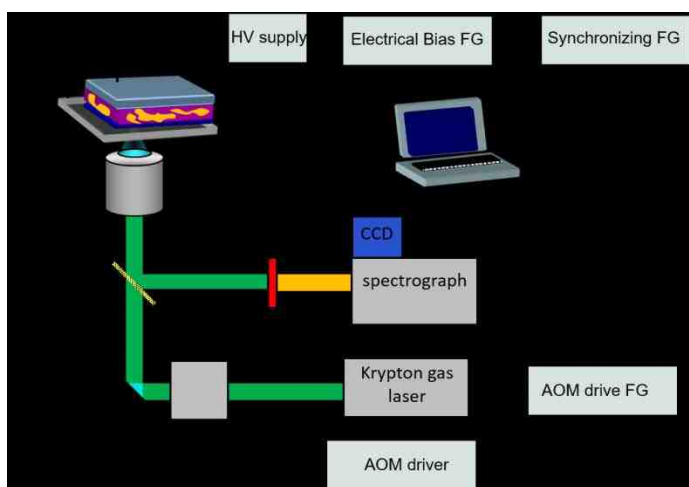 HV supply
Electrical Bias FG
Synchronizing FG
CCD
spectrograph
Krypton gas
laser
AOM drive FG
AOM driver